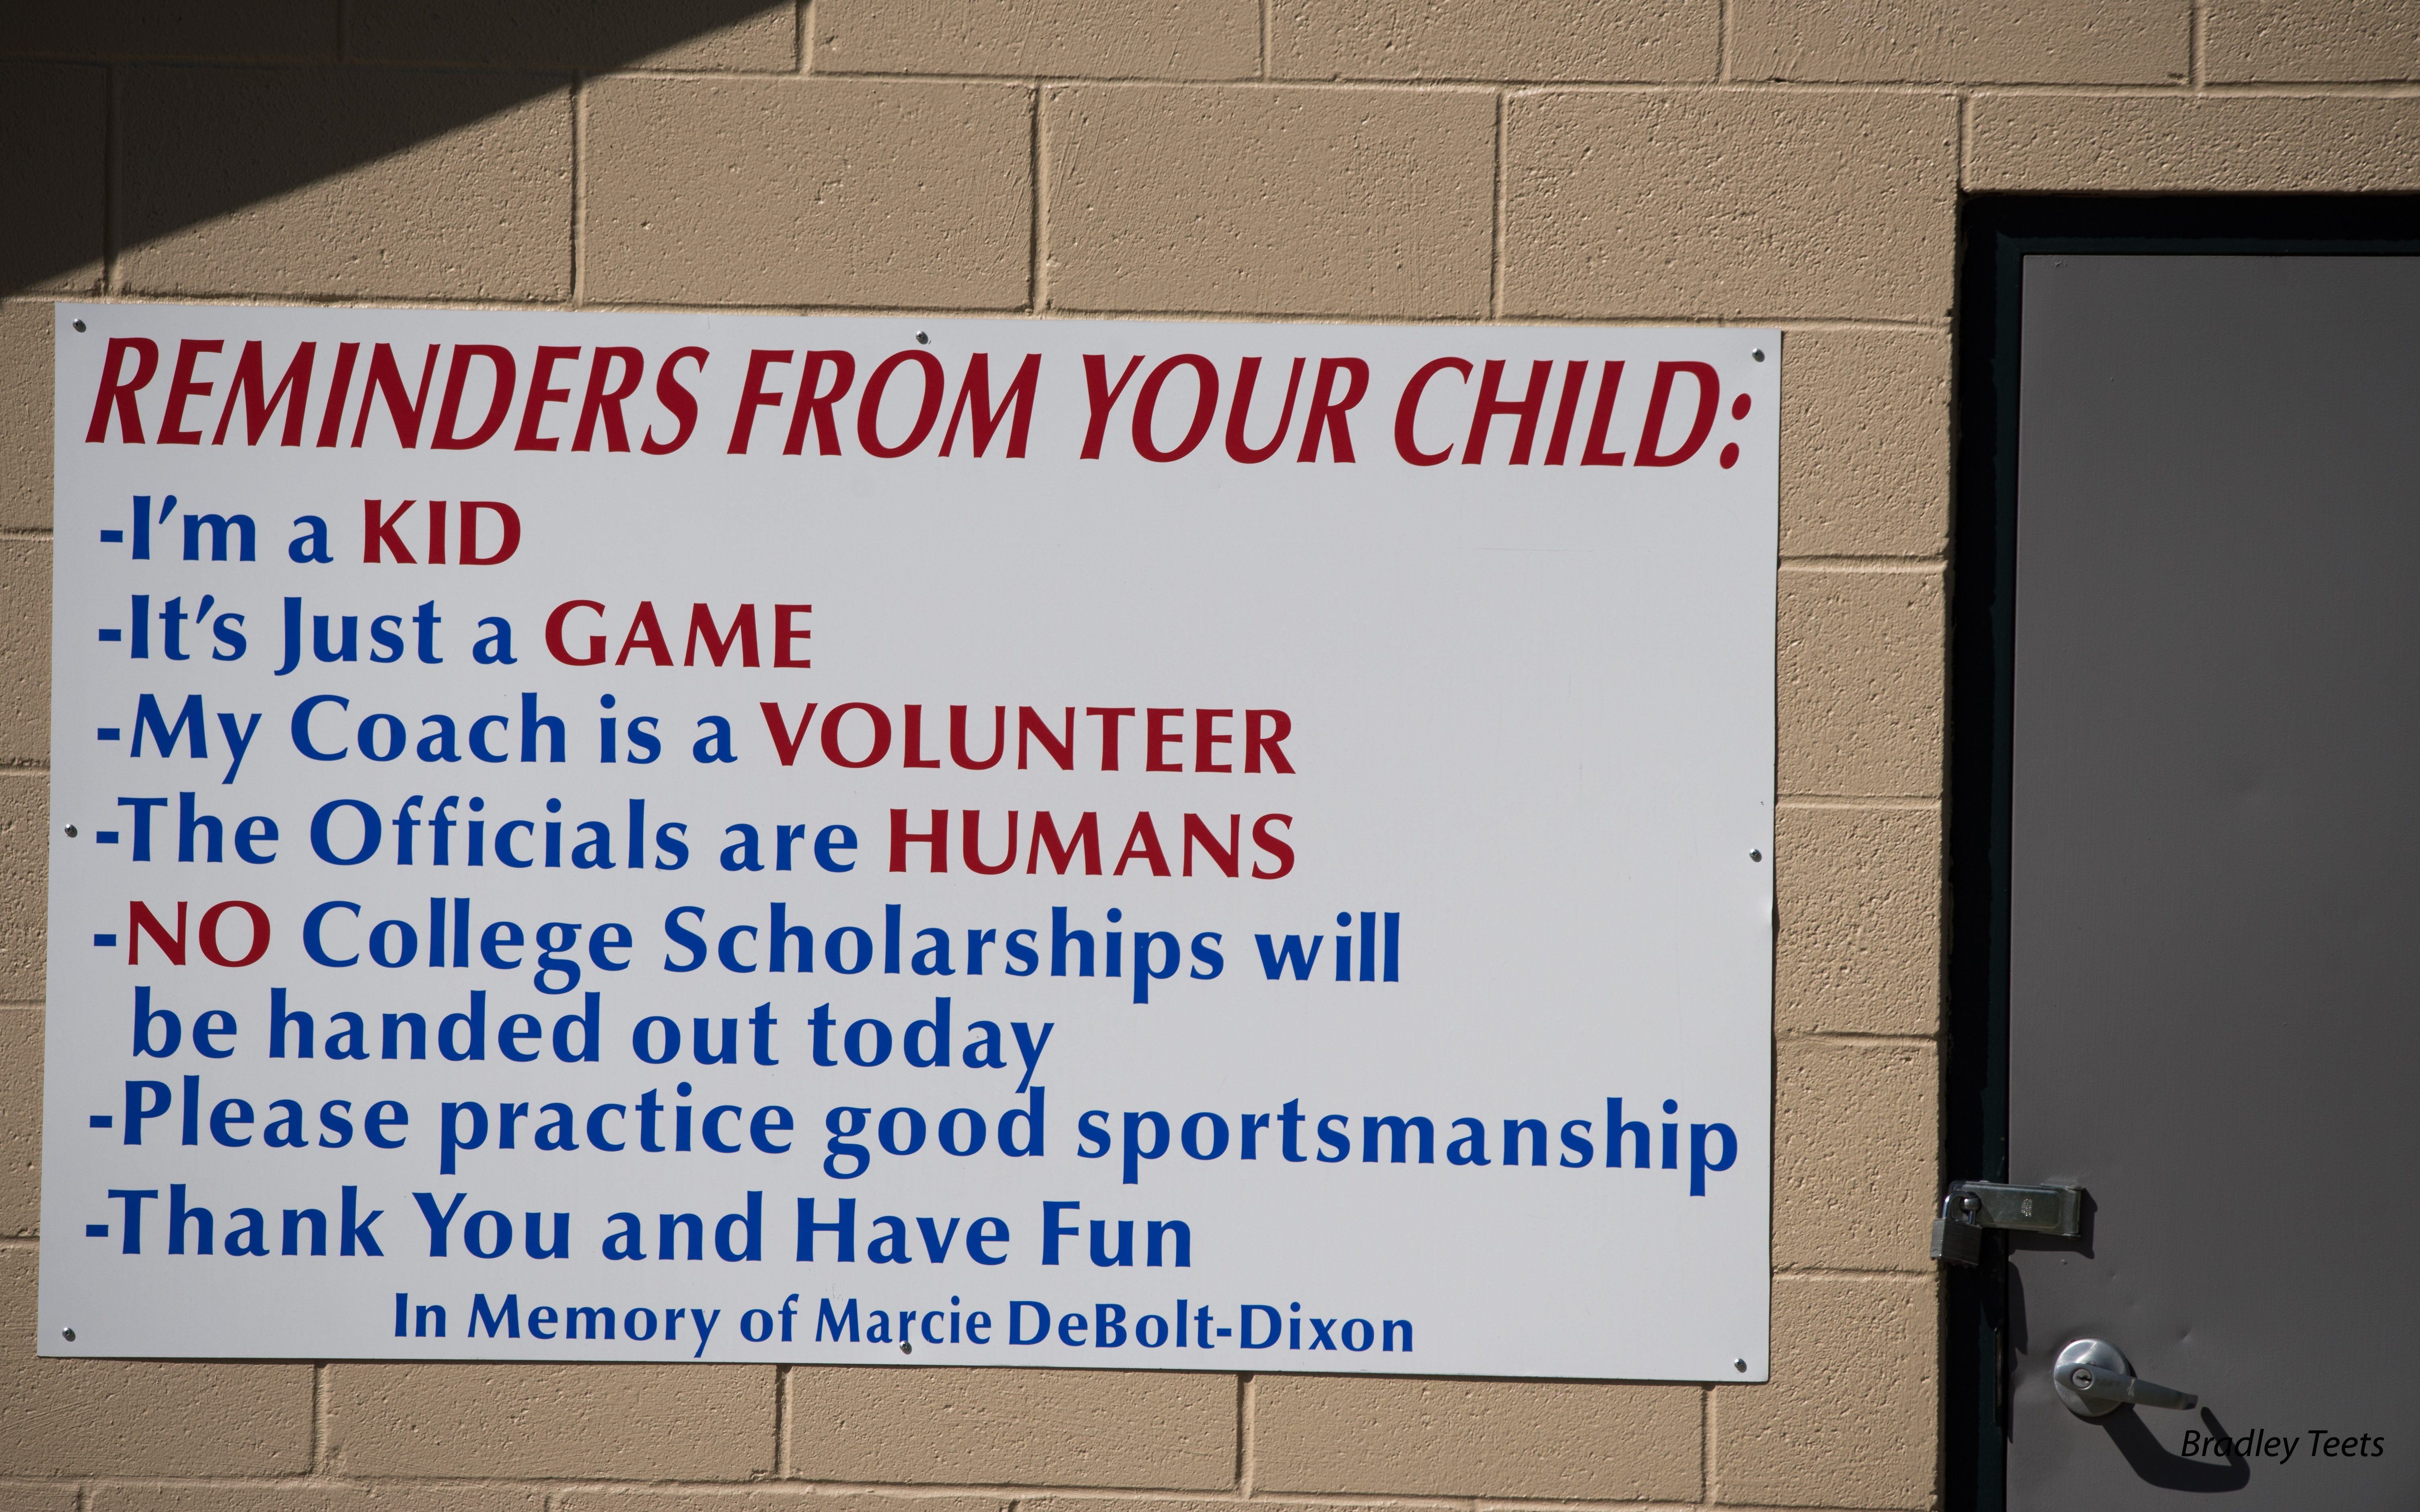 REMINDERS FROM YOUR CHILD:
-I'm a KID
-It's Just a GAME
-My Coach is a VOLUNTEER
-The Officials are HUMANS
-NO College Scholarships will
be handed out today
-Please practice good sportsmanship
-Thank You and Have Fun
In Memory of Marcie DeBolt-Dixon
Bradley Teets